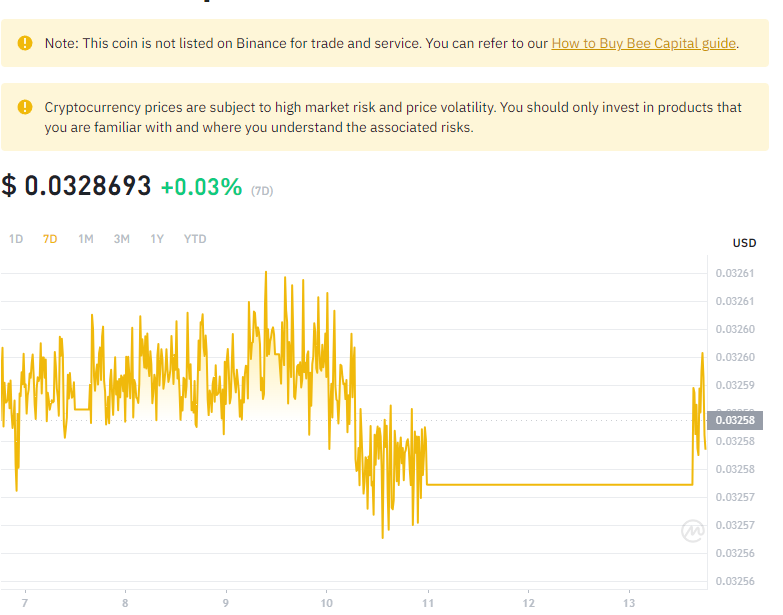 Note: This coin is not listed on Binance for trade and service. You can refer to our How to Buy Bee Capital guide.
Cryptocurrency prices are subject to high market risk and price volatility. You should only invest in products that
you are familiar with and where you understand the associated risks.
$ 0.0328693 +0.03% (7D)
1D 7D 1M 3M 1Y YTD
USD
0.03261
0.03261
0.03260
0.03260
0.03259
0.03258
0.03258
0.03258
0.03257
0.03257
0.03256
0.03256
7 8 9 10 11 12 13